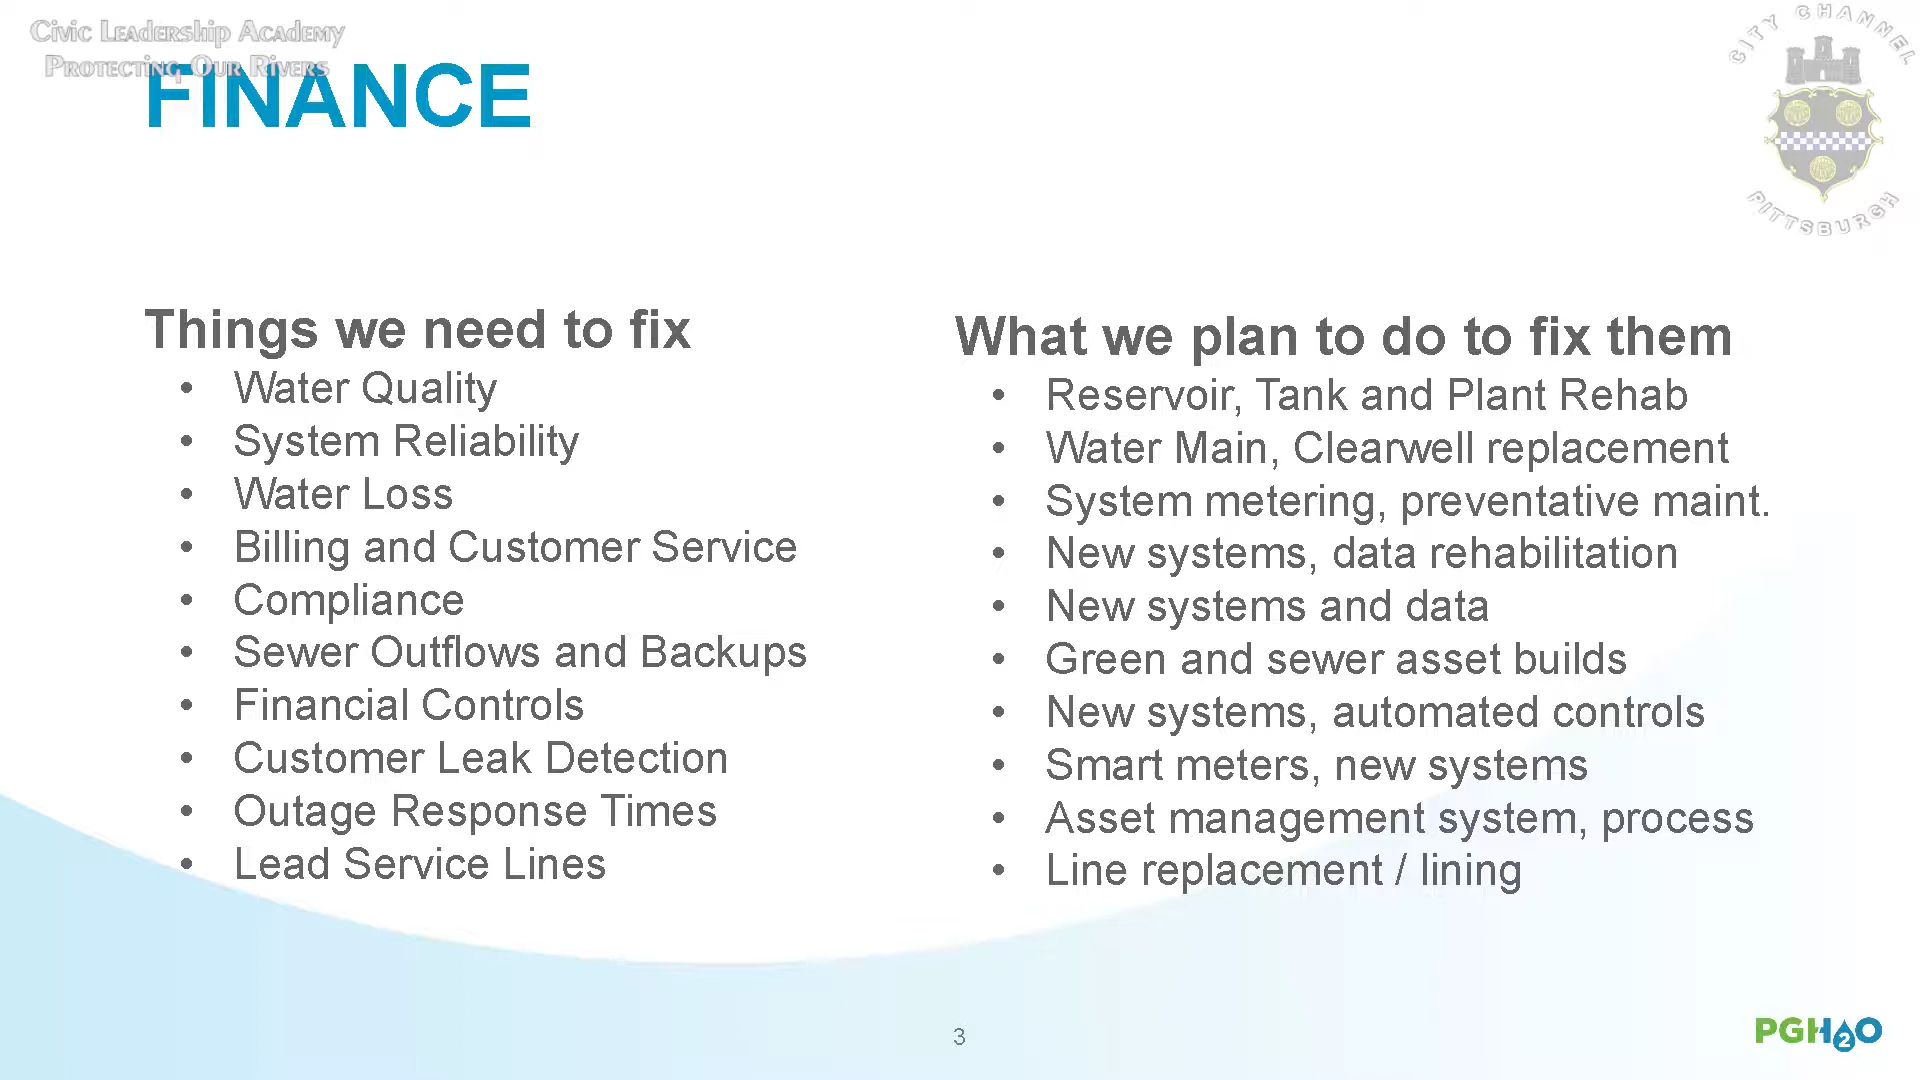 Civic Leadership Academy
Protecting Our Rivers
FINANCE
CITY CHANNEL
PITTSBURGH
Things we need to fix
• Water Quality
• System Reliability
• Water Loss
• Billing and Customer Service
• Compliance
• Sewer Outflows and Backups
• Financial Controls
• Customer Leak Detection
• Outage Response Times
• Lead Service Lines
What we plan to do to fix them
• Reservoir, Tank and Plant Rehab
• Water Main, Clearwell replacement
• System metering, preventative maint.
• New systems, data rehabilitation
• New systems and data
• Green and sewer asset builds
• New systems, automated controls
• Smart meters, new systems
• Asset management system, process
• Line replacement / lining
3
PGH2O